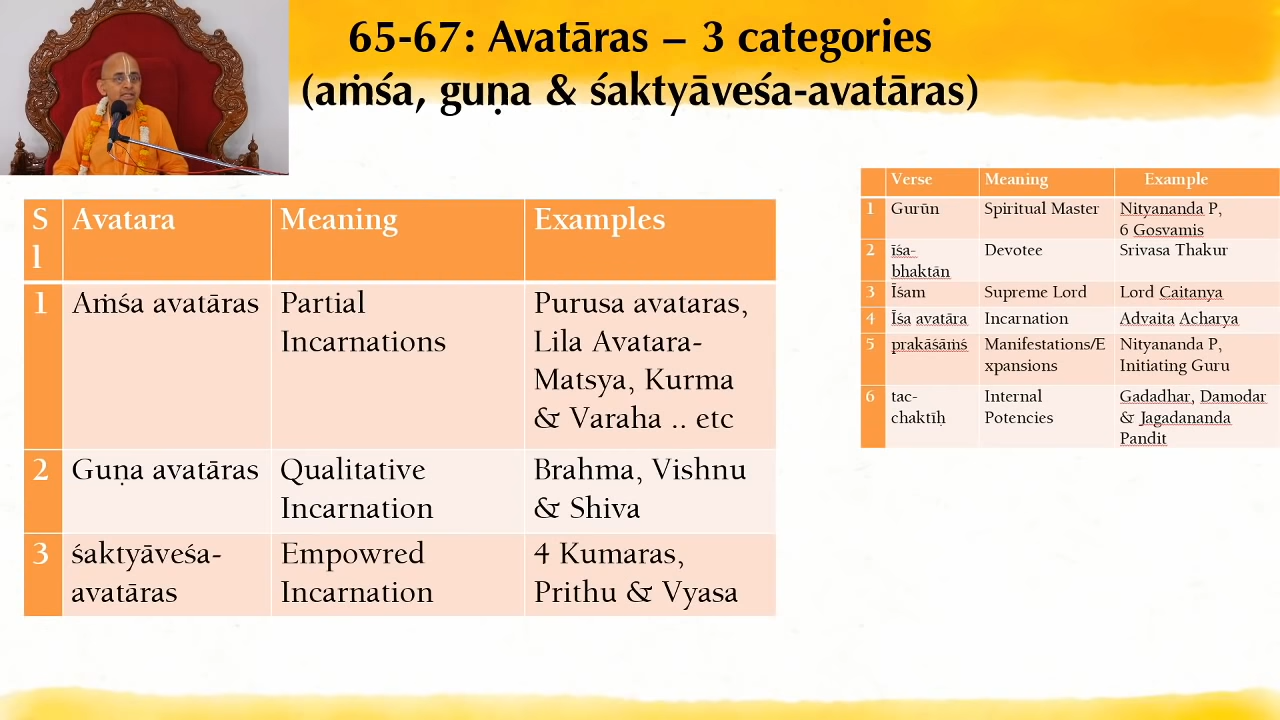 65-67: Avatāras – 3 categories
(aṁśa, guṇa & śaktyāveśa-avatāras)
S
l
Avatara
Meaning
Examples
1
Aṁśa avatāras
Partial
Incarnations
Purusa avataras,
Lila Avatara-
Matsya, Kurma
& Varaha .. etc
2
Guṇa avatāras
Qualitative
Incarnation
Brahma, Vishnu
& Shiva
3
śaktyāveśa-
avatāras
Empowred
Incarnation
4 Kumaras,
Prithu & Vyasa
Verse
Meaning
Example
1
Gurūn
Spiritual Master
Nityananda P,
6 Gosvamis
2
īśa-
bhaktān
Devotee
Srivasa Thakur
3
Īśam
Supreme Lord
Lord Caitanya
4
Īśa avatāra
Incarnation
Advaita Acharya
5
prakāśāṁś
Manifestations/E
xpansions
Nityananda P,
Initiating Guru
6
tac-
chaktīḥ
Internal
Potencies
Gadadhar, Damodar
& Jagadananda
Pandit